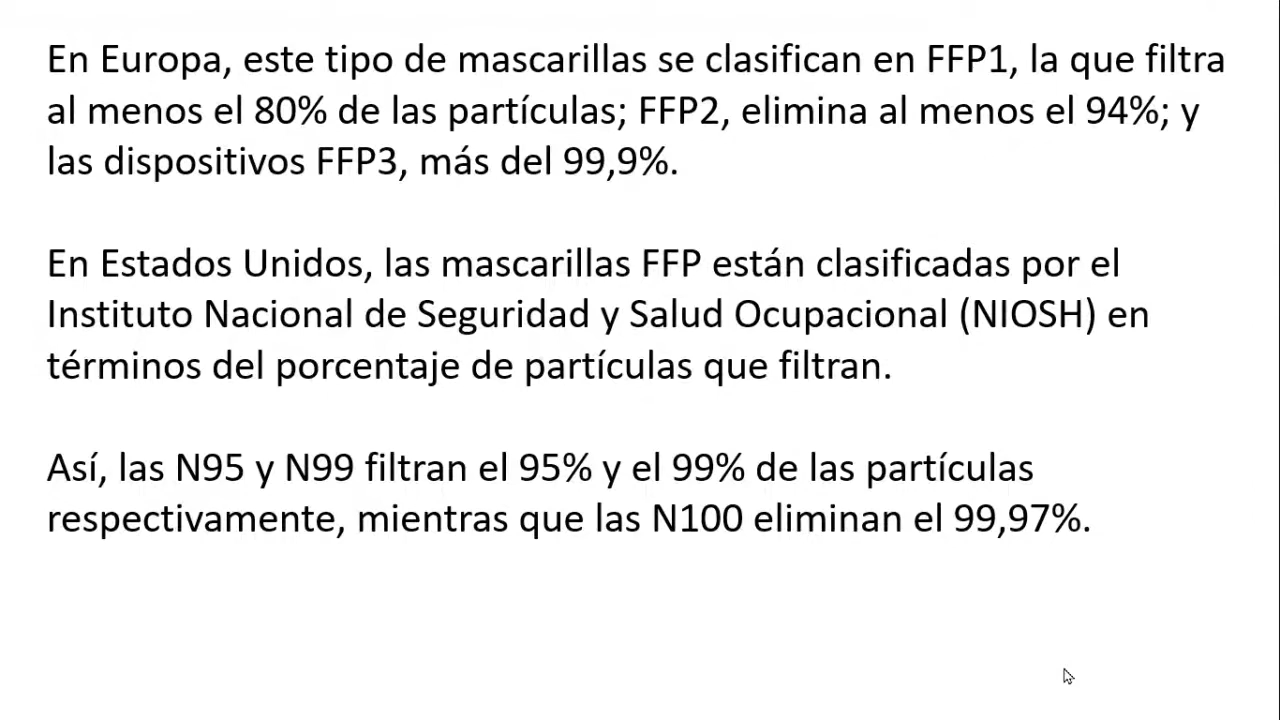 En Europa, este tipo de mascarillas se clasifican en FFP1, la que filtra
al menos el 80% de las partículas; FFP2, elimina al menos el 94%; y
las dispositivos FFP3, más del 99,9%.
En Estados Unidos, las mascarillas FFP están clasificadas por el
Instituto Nacional de Seguridad y Salud Ocupacional (NIOSH) en
términos del porcentaje de partículas que filtran.
Así, las N95 y N99 filtran el 95% y el 99% de las partículas
respectivamente, mientras que las N100 eliminan el 99,97%.